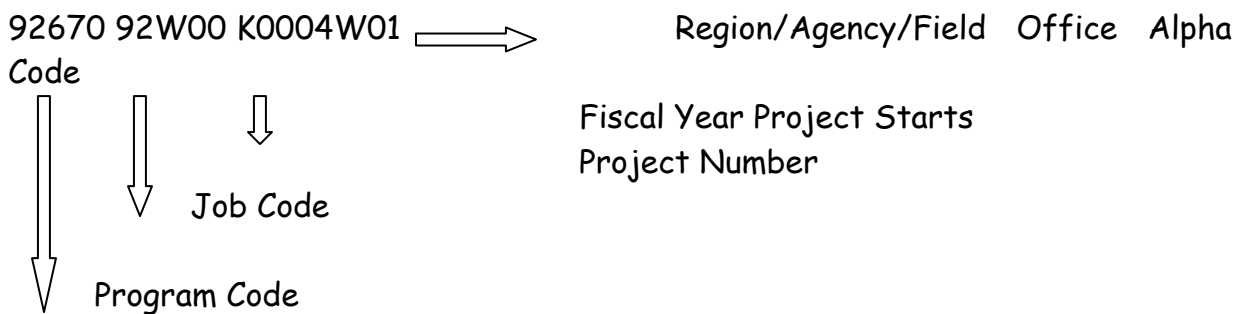 92670 92W00 K0004W01 Region/Agency/Field Office Alpha
Code
Fiscal Year Project Starts
Project Number
Job Code
Program Code